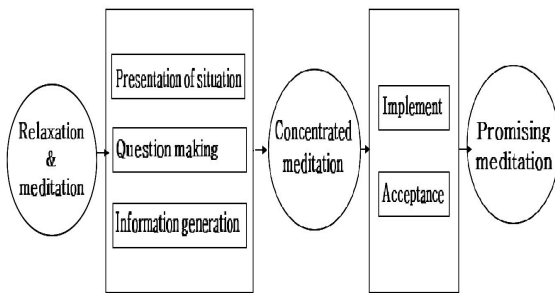 Relaxation
&
meditation
Presentation of situation
Question making
Information generation
Concentrated
meditation
Implement
Acceptance
Promising
meditation